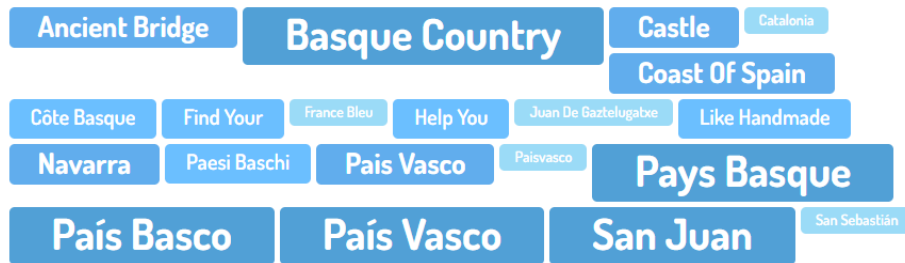 Ancient Bridge Basque Country Castle Catalonia
Coast Of Spain
Côte Basque Find Your France Bleu Help You Juan De Gaztelugatxe Like Handmade
Navarra Paesi Baschi Pais Vasco Paisvasco Pays Basque
País Basco País Vasco San Juan San Sebastián